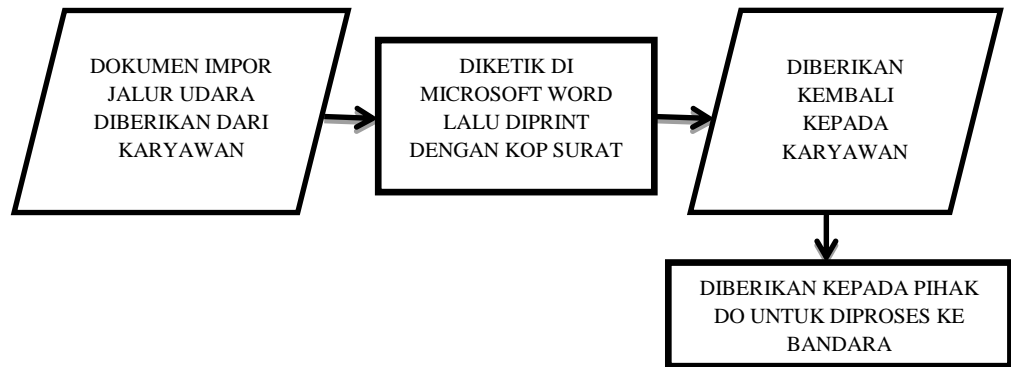 DOKUMEN IMPOR
JALUR UDARA
DIBERIKAN DARI
KARYAWAN
DIKETIK DI
MICROSOFT WORD
LALU DIPRINT
DENGAN KOP SURAT
DIBERIKAN
KEMBALI
KEPADA
KARYAWAN
DIBERIKAN KEPADA PIHAK
DO UNTUK DIPROSES KE
BANDARA